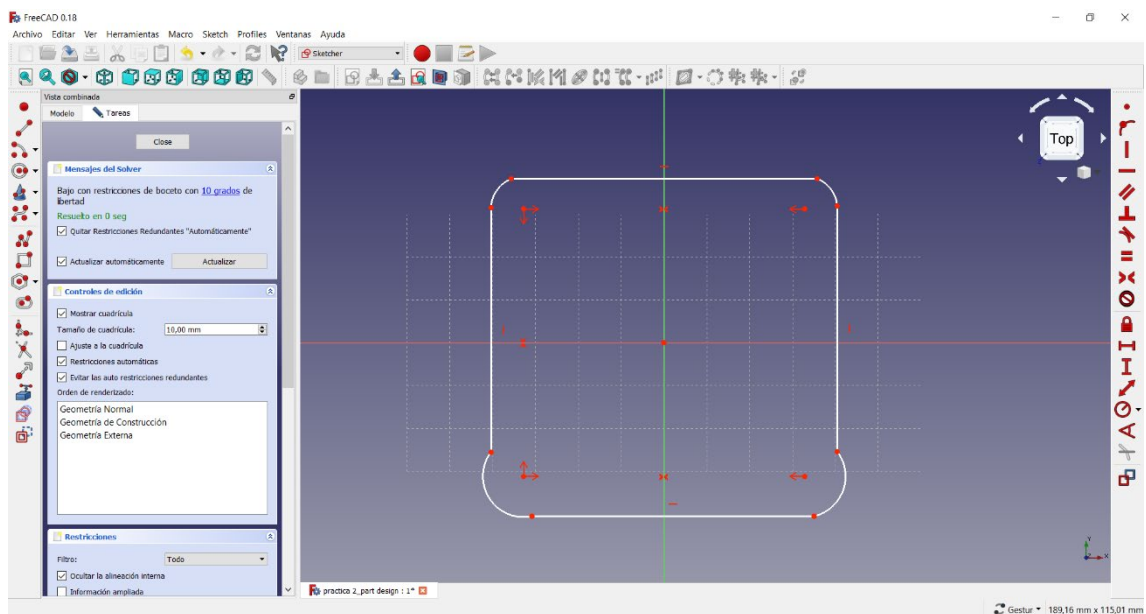 FreeCAD 0.18
Archivo Editar Ver Herramientas Macro Sketch Profiles Ventanas Ayuda
Sketcher
Vista combinada
Modelo Tareas
Close
Mensajes del Solver
Bajo con restricciones de boceto con 10 grados de
libertad
Resuelto en 0 seg
Quitar Restricciones Redundantes "Automáticamente"
Actualizar automáticamente Actualizar
Controles de edición
Mostrar cuadrícula
Tamaño de cuadrícula: 10,00 mm
Ajuste a la cuadrícula
Restricciones automáticas
Evitar las auto restricciones redundantes
Orden de renderizado:
Geometría Normal
Geometría de Construcción
Geometría Externa
Restricciones
Filtro: Todo
Ocultar la alineación interna
Información ampliada
Top
Y
X
practica 2_part design : 1*
Gestur 189,16 mm x 115,01 mm